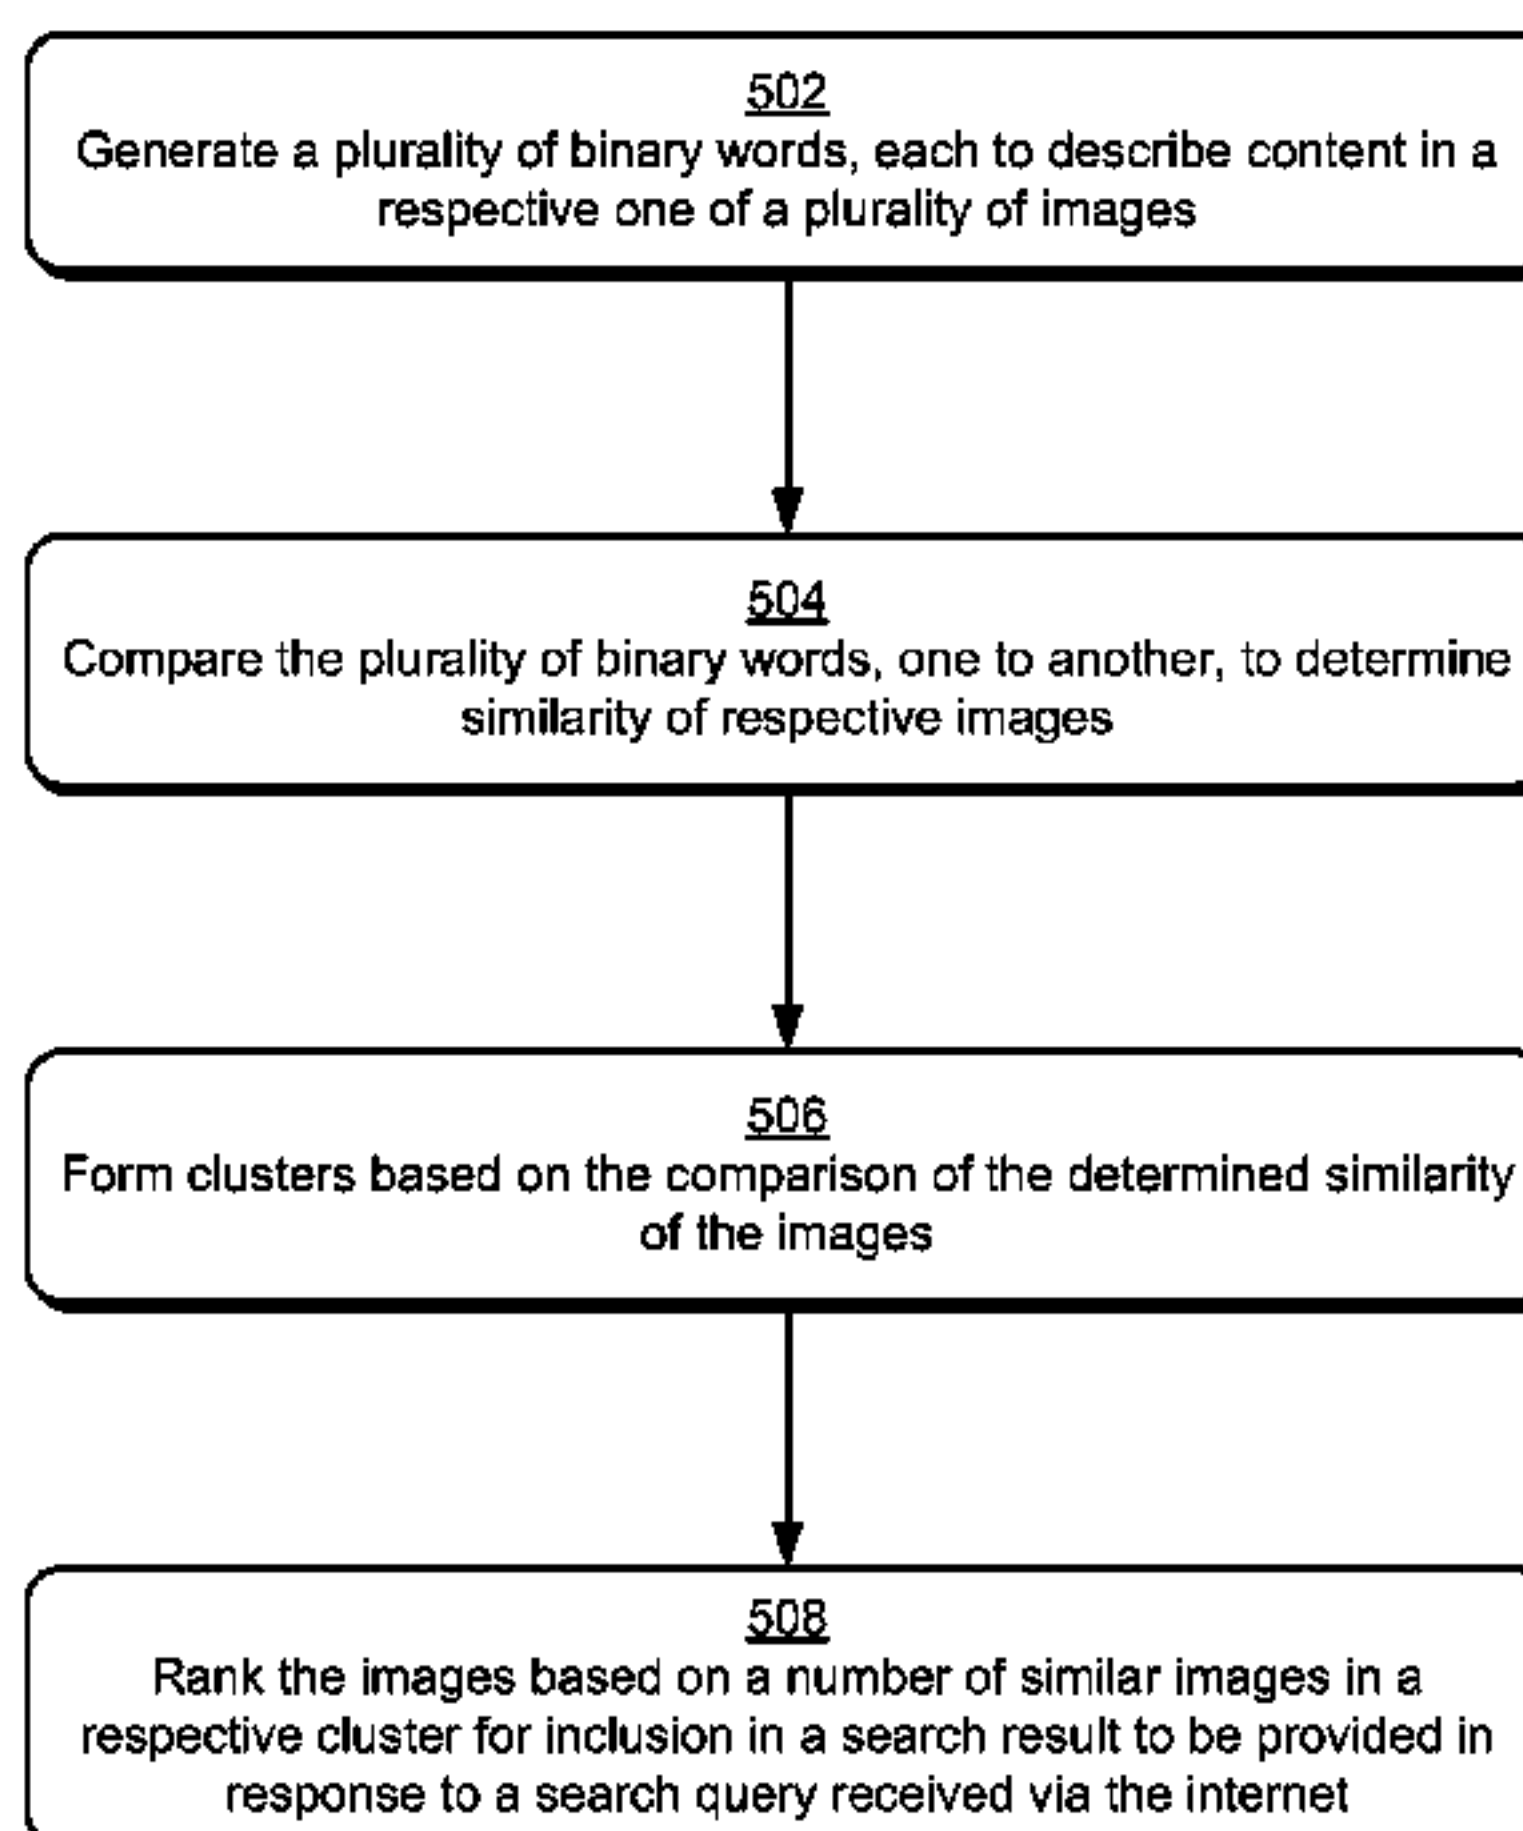 502
Generate a plurality of binary words, each to describe content in a
respective one of a plurality of images
504
Compare the plurality of binary words, one to another, to determine
similarity of respective images
506
Form clusters based on the comparison of the determined similarity
of the images
508
Rank the images based on a number of similar images in a
respective cluster for inclusion in a search result to be provided in
response to a search query received via the internet